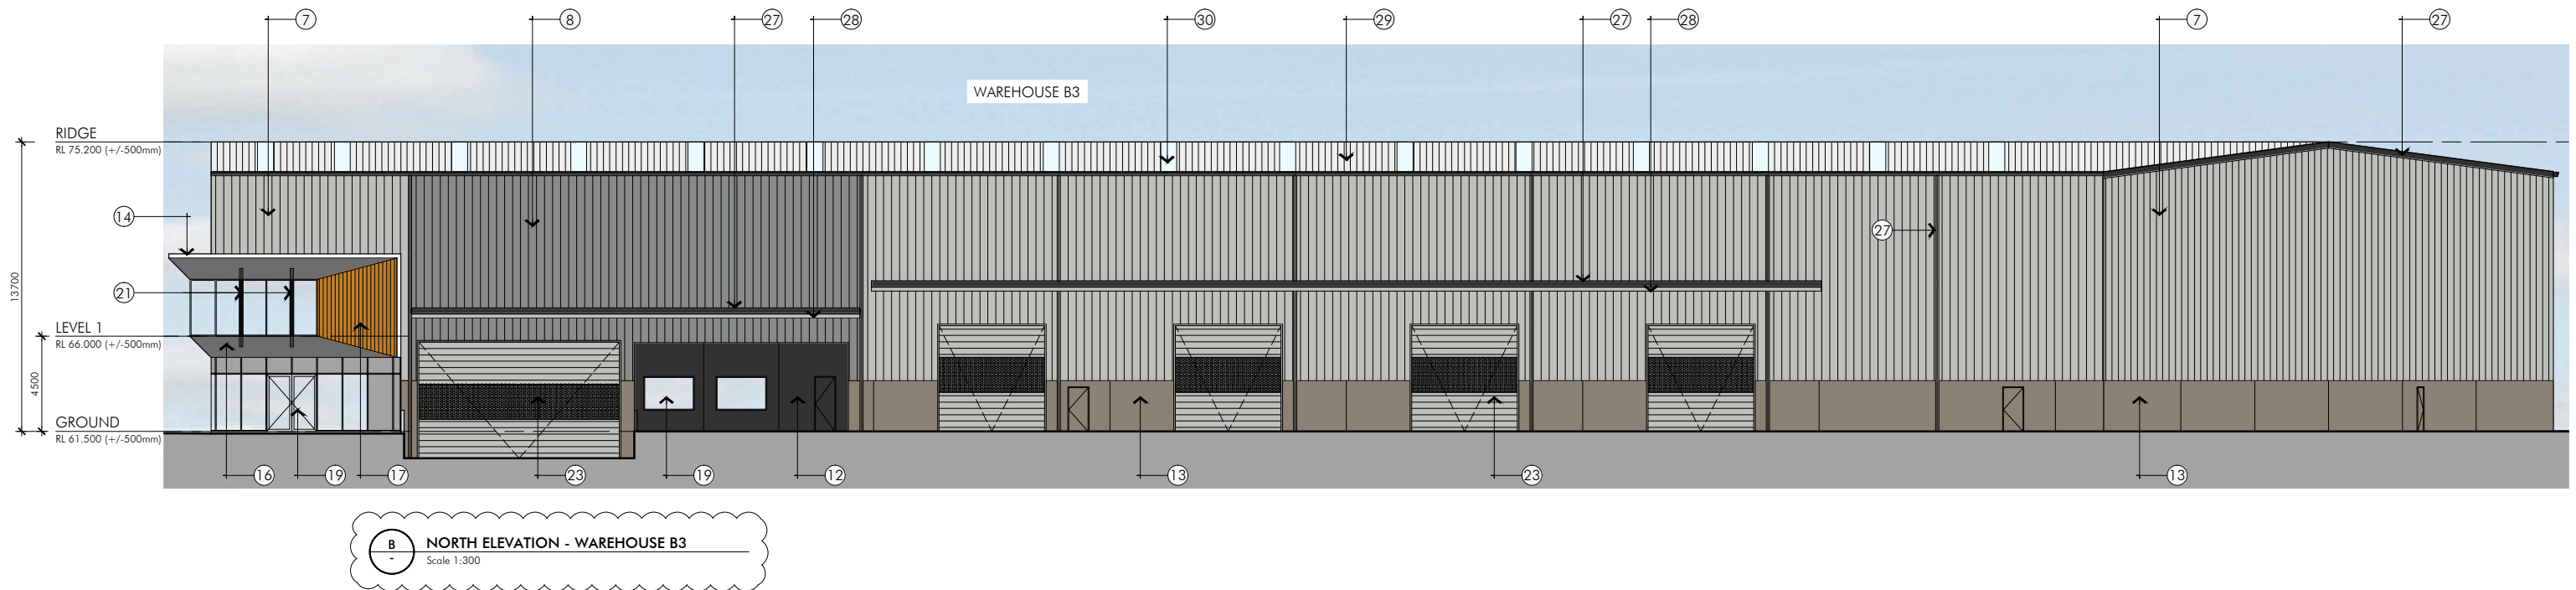 7 8 27 28 30 29 27 28 7 27
WAREHOUSE B3
RIDGE
RL 75.200 (+/-500mm)
14
27
13700
21
LEVEL 1
RL 66.000 (+/-500mm)
4500
GROUND
RL 61.500 (+/-500mm)
16 19 17 23 19 12 13 23 13
B
-
NORTH ELEVATION - WAREHOUSE B3
Scale 1:300